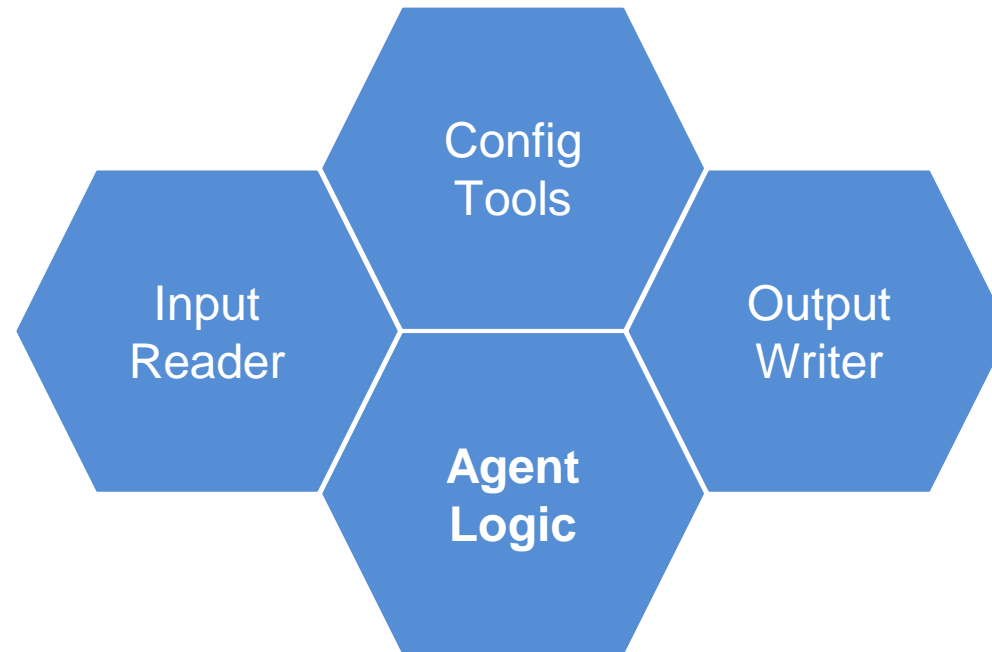 Config
Tools
Input
Reader
Output
Writer
Agent
Logic